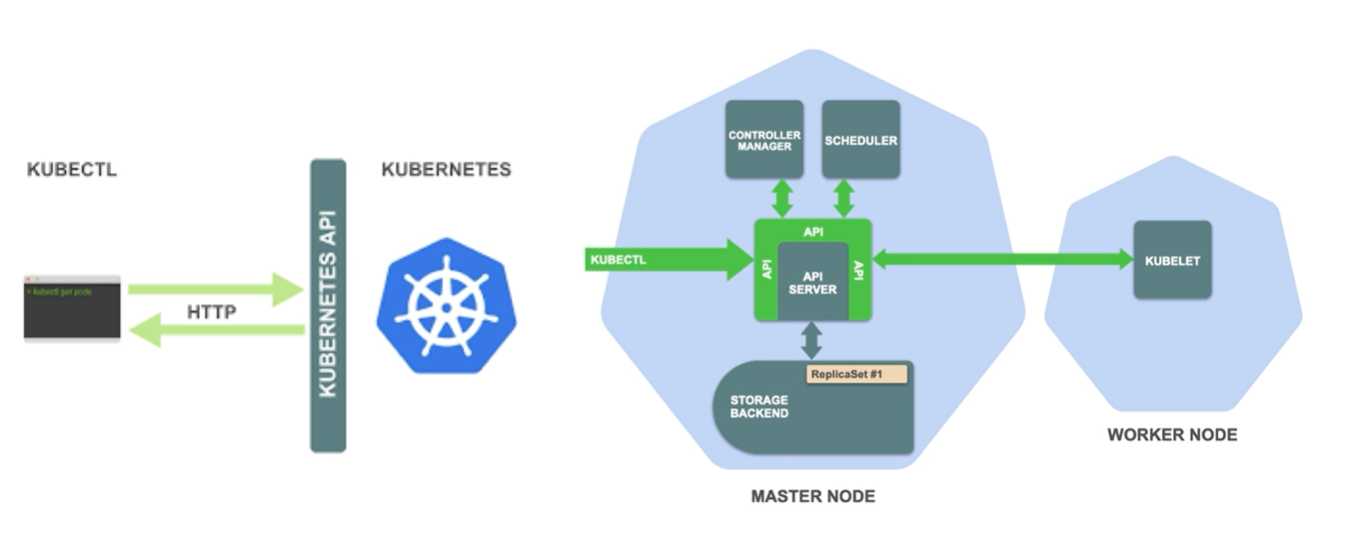 KUBECTL
KUBERNETES
KUBERNETES API
kubectl get pods
HTTP
CONTROLLER
MANAGER
SCHEDULER
KUBECTL
API
API
API
API
SERVER
KUBELET
ReplicaSet #1
STORAGE
BACKEND
WORKER NODE
MASTER NODE